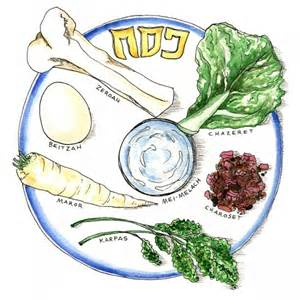 פסח
ZEROAH
CHAZERET
BEITZAH
MAROR
MEI-MELACH
CHAROSET
KARPAS